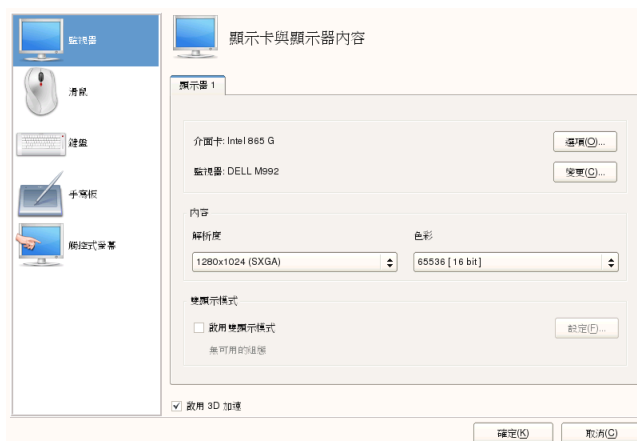 監視器
滑鼠
鍵盤
手寫板
觸控式螢幕
顯示卡與顯示器內容
顯示器 1
介面卡: Intel 865 G
選項(O)...
監視器: DELL M992
變更(C)...
內容
解析度
色彩
1280x1024 (SXGA)
65536 [16 bit]
雙顯示模式
啟用雙顯示模式
設定(F)...
無可用的組態
啟用 3D 加速
確定(K)
取消(C)